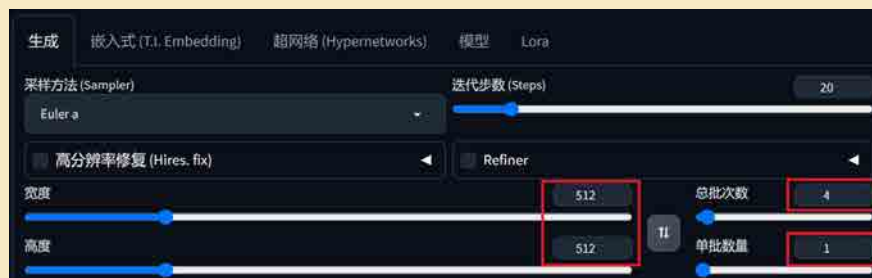 生成 嵌入式 (T.I. Embedding) 超网络 (Hypernetworks) 模型 Lora
采样方法 (Sampler) 迭代步数 (Steps) 20
Euler a
高分辨率修复 (Hires. fix) Refiner
宽度 512 总批次数 4
高度 512 单批数量 1